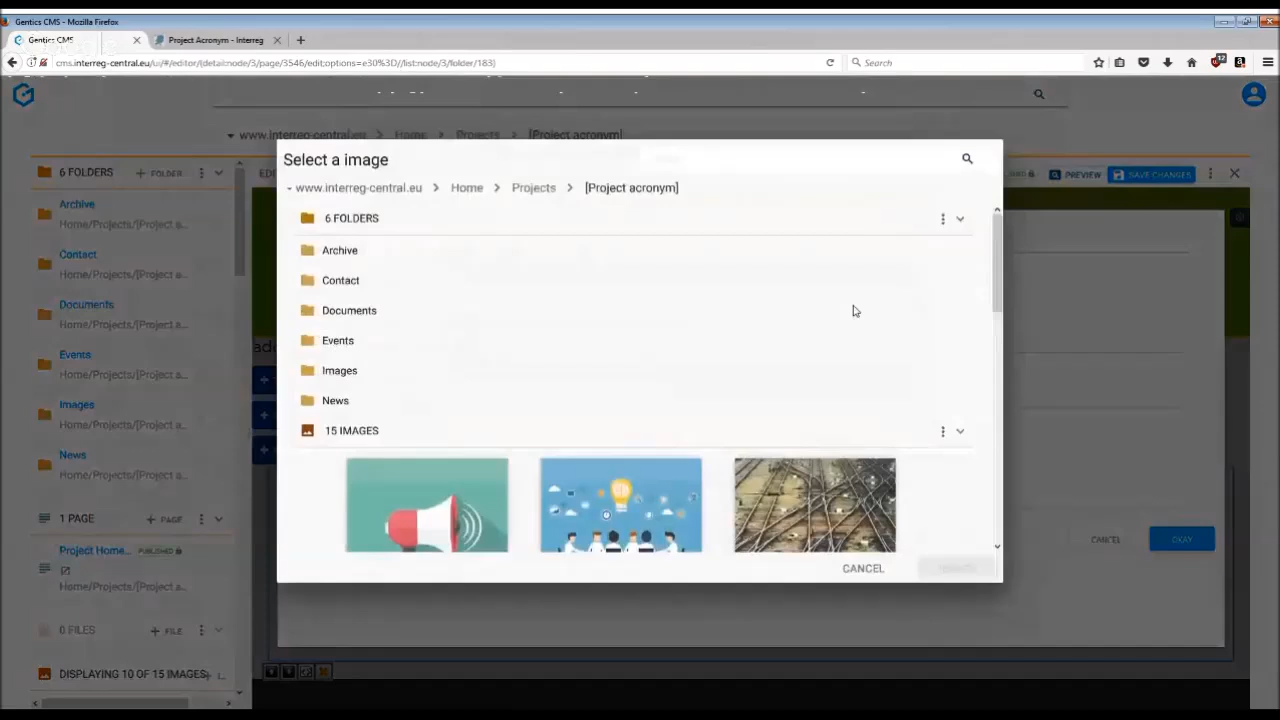 Gentics CMS - Mozilla Firefox
Gentics CMS
Project Acronym - Interreg
cms.interreg-central.eu/ui/#/editor/(detail:node/3/page/3546/edit;options=e30%3D//list:node/3/folder/183)
Search
12
www.interreg-central.eu Home Projects [Project acronym]
6 FOLDERS
+ FOLDER
Archive
Home/Projects/[Project a...
Contact
Home/Projects/[Project a...
Documents
Home/Projects/[Project a...
Events
Home/Projects/[Project a...
Images
Home/Projects/[Project a...
News
Home/Projects/[Project a...
1 PAGE
+ PAGE
Project Home...
PUBLISHED
Home/Projects/[Project a...
0 FILES
+ FILE
DISPLAYING 10 OF 15 IMAGES
PREVIEW
SAVE CHANGES
Select a image
www.interreg-central.eu > Home > Projects > [Project acronym]
6 FOLDERS
Archive
Contact
Documents
Events
Images
News
15 IMAGES
CANCEL
CANCEL
OKAY